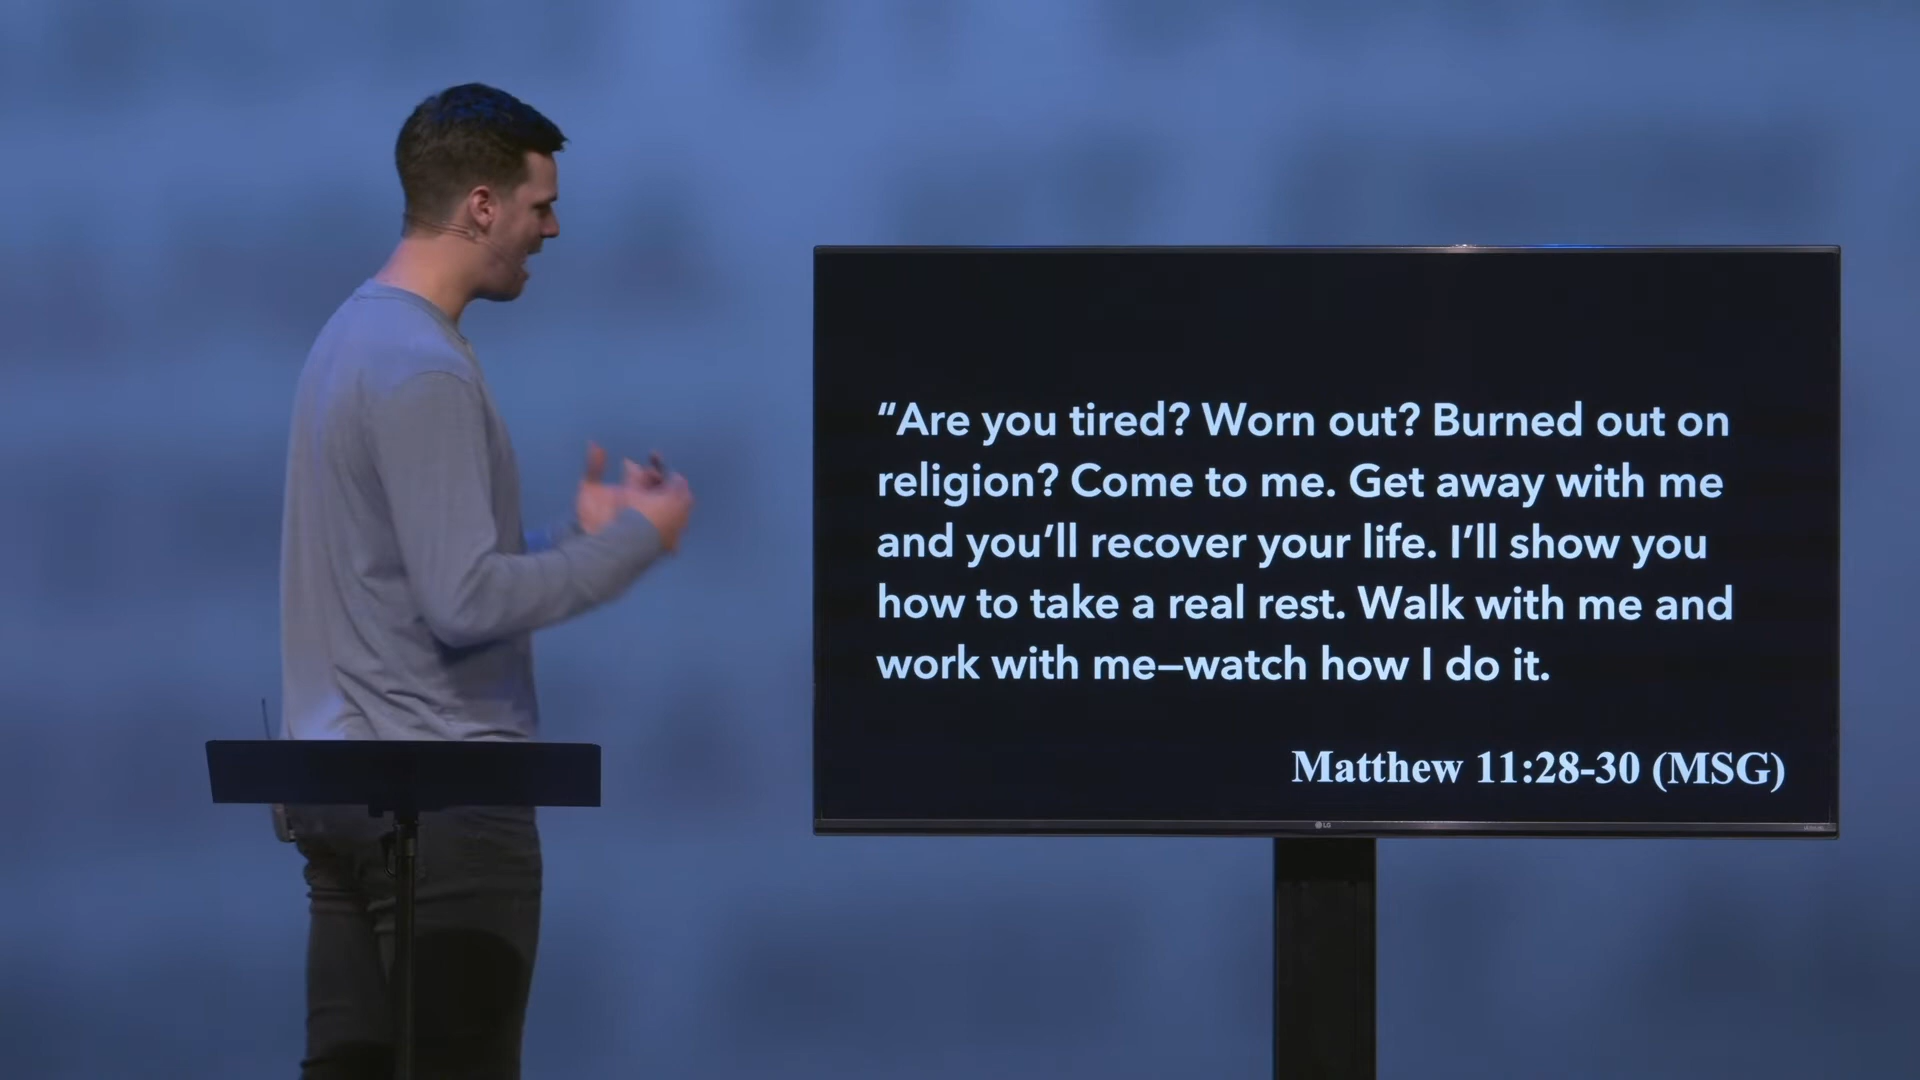 “Are you tired? Worn out? Burned out on
religion? Come to me. Get away with me
and you’ll recover your life. I’ll show you
how to take a real rest. Walk with me and
work with me—watch how I do it.
Matthew 11:28-30 (MSG)
LG